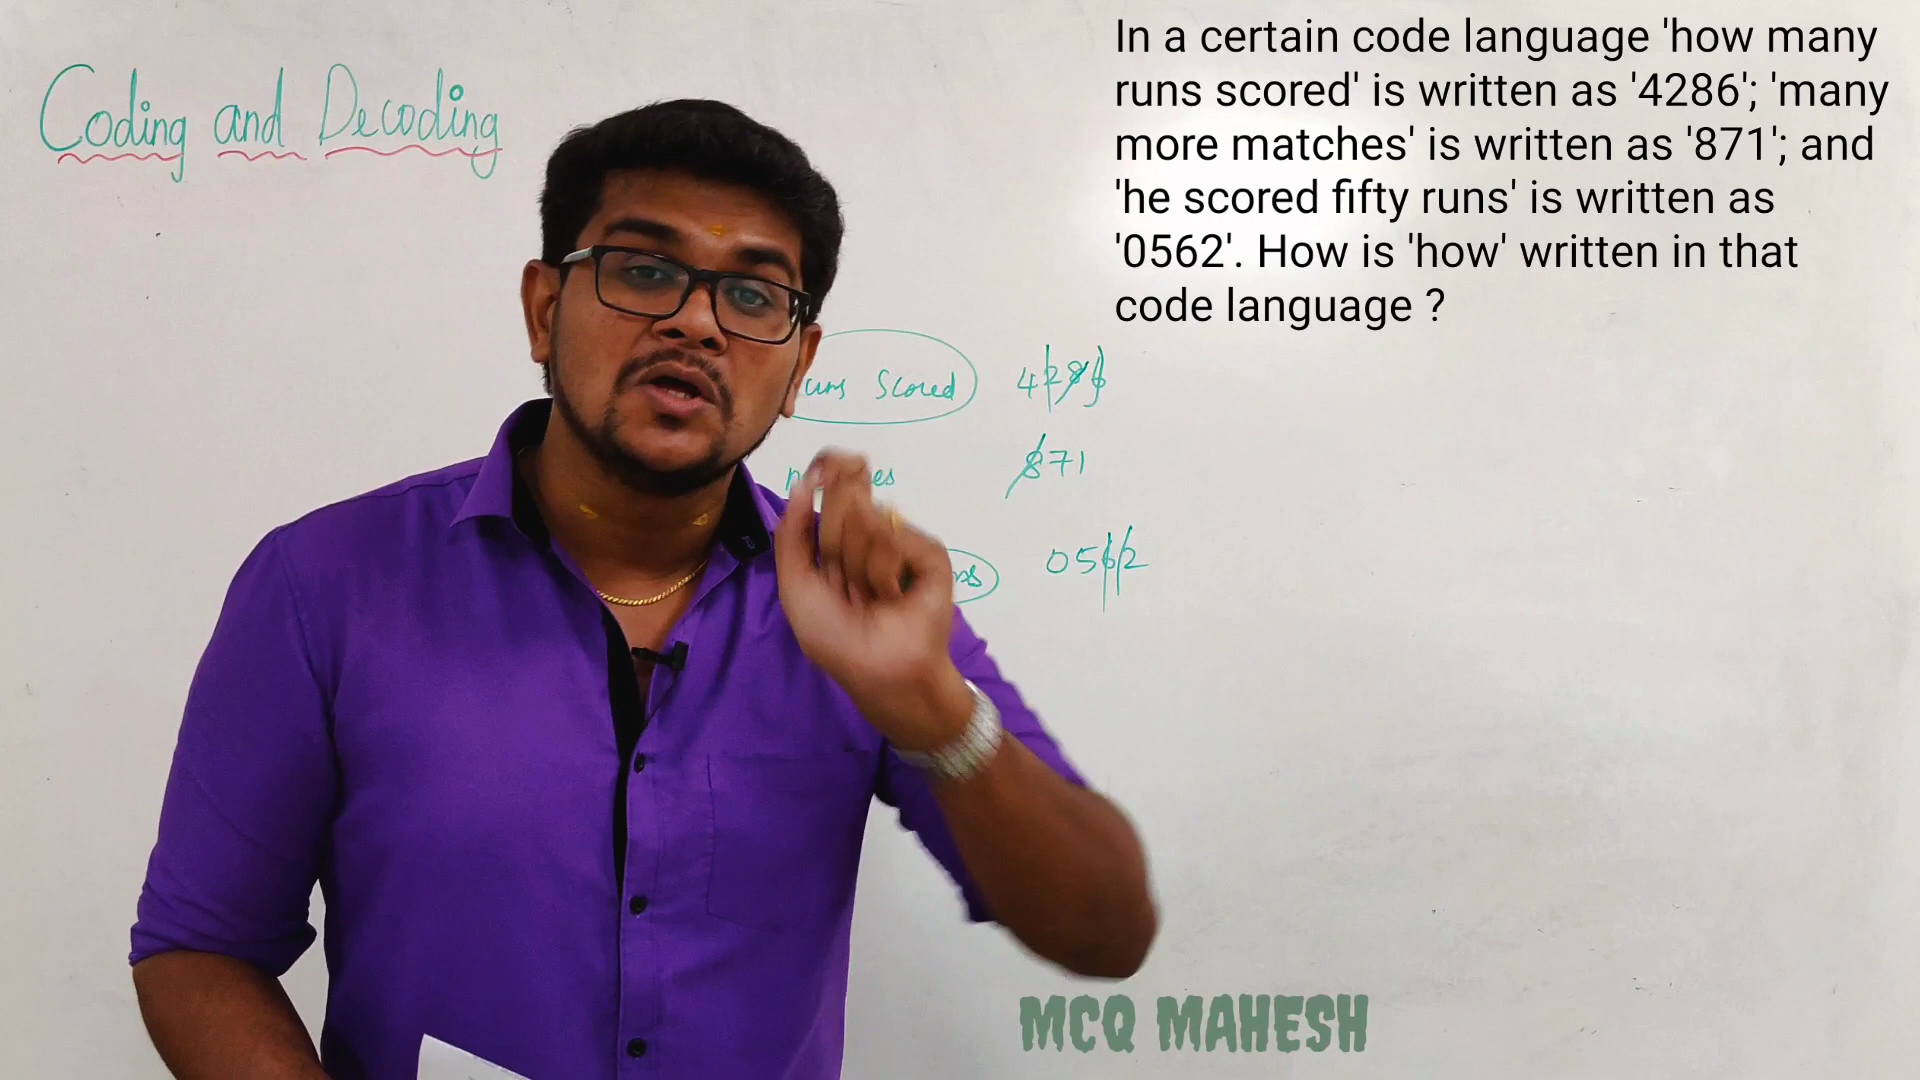 Coding and Decoding
In a certain code language 'how many
runs scored' is written as '4286'; 'many
more matches' is written as '871'; and
'he scored fifty runs' is written as
'0562'. How is 'how' written in that
code language ?
Scored 4286
871
0562
MCQ MAHESH